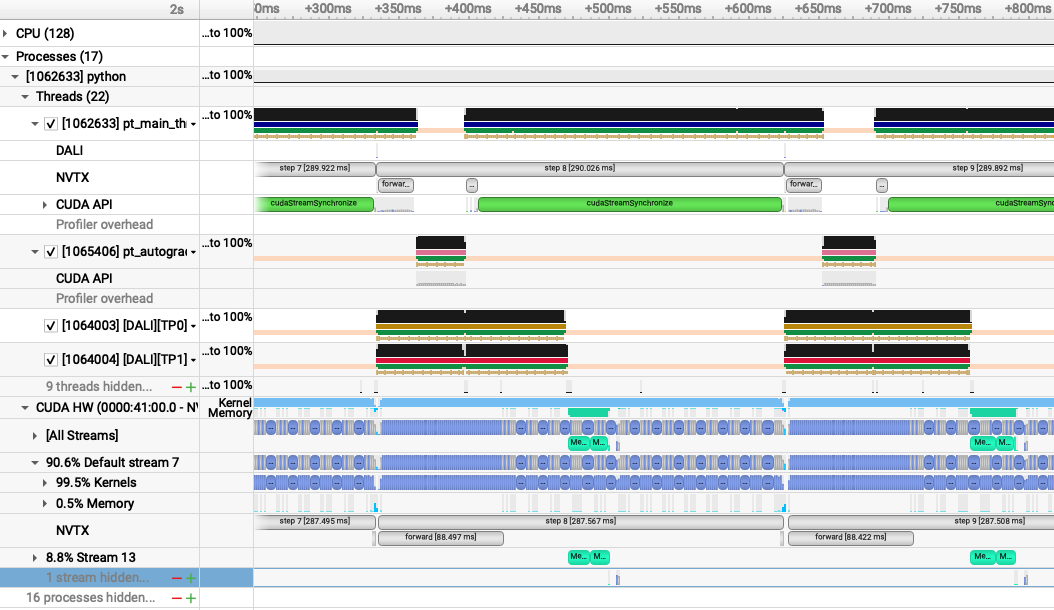 2s 0ms +300ms +350ms +400ms +450ms +500ms +550ms +600ms +650ms +700ms +750ms +800ms
CPU (128) ...to 100%
Processes (17)
[1062633] python ...to 100%
Threads (22)
[1062633] pt_main_th ...to 100%
DALI
NVTX step 7 [289.922 ms] step 8 [290.026 ms] step 9 [289.892 ms]
forwar... ... forwar... ...
CUDA API cudaStreamSynchronize cudaStreamSynchronize cudaStreamSync
Profiler overhead
[1065406] pt_autogra ...to 100%
CUDA API
Profiler overhead
[1064003] [DALI][TP0] ...to 100%
[1064004] [DALI][TP1] ...to 100%
9 threads hidden... ...to 100%
CUDA HW (0000:41:00.0 - NV Kernel
Memory
[All Streams]
Me... M... Me... M...
90.6% Default stream 7
99.5% Kernels
0.5% Memory
NVTX step 7 [287.495 ms] step 8 [287.567 ms] step 9 [287.508 ms]
forward [88.497 ms] forward [88.422 ms]
8.8% Stream 13 Me... M... Me... M...
1 stream hidden...
16 processes hidden...